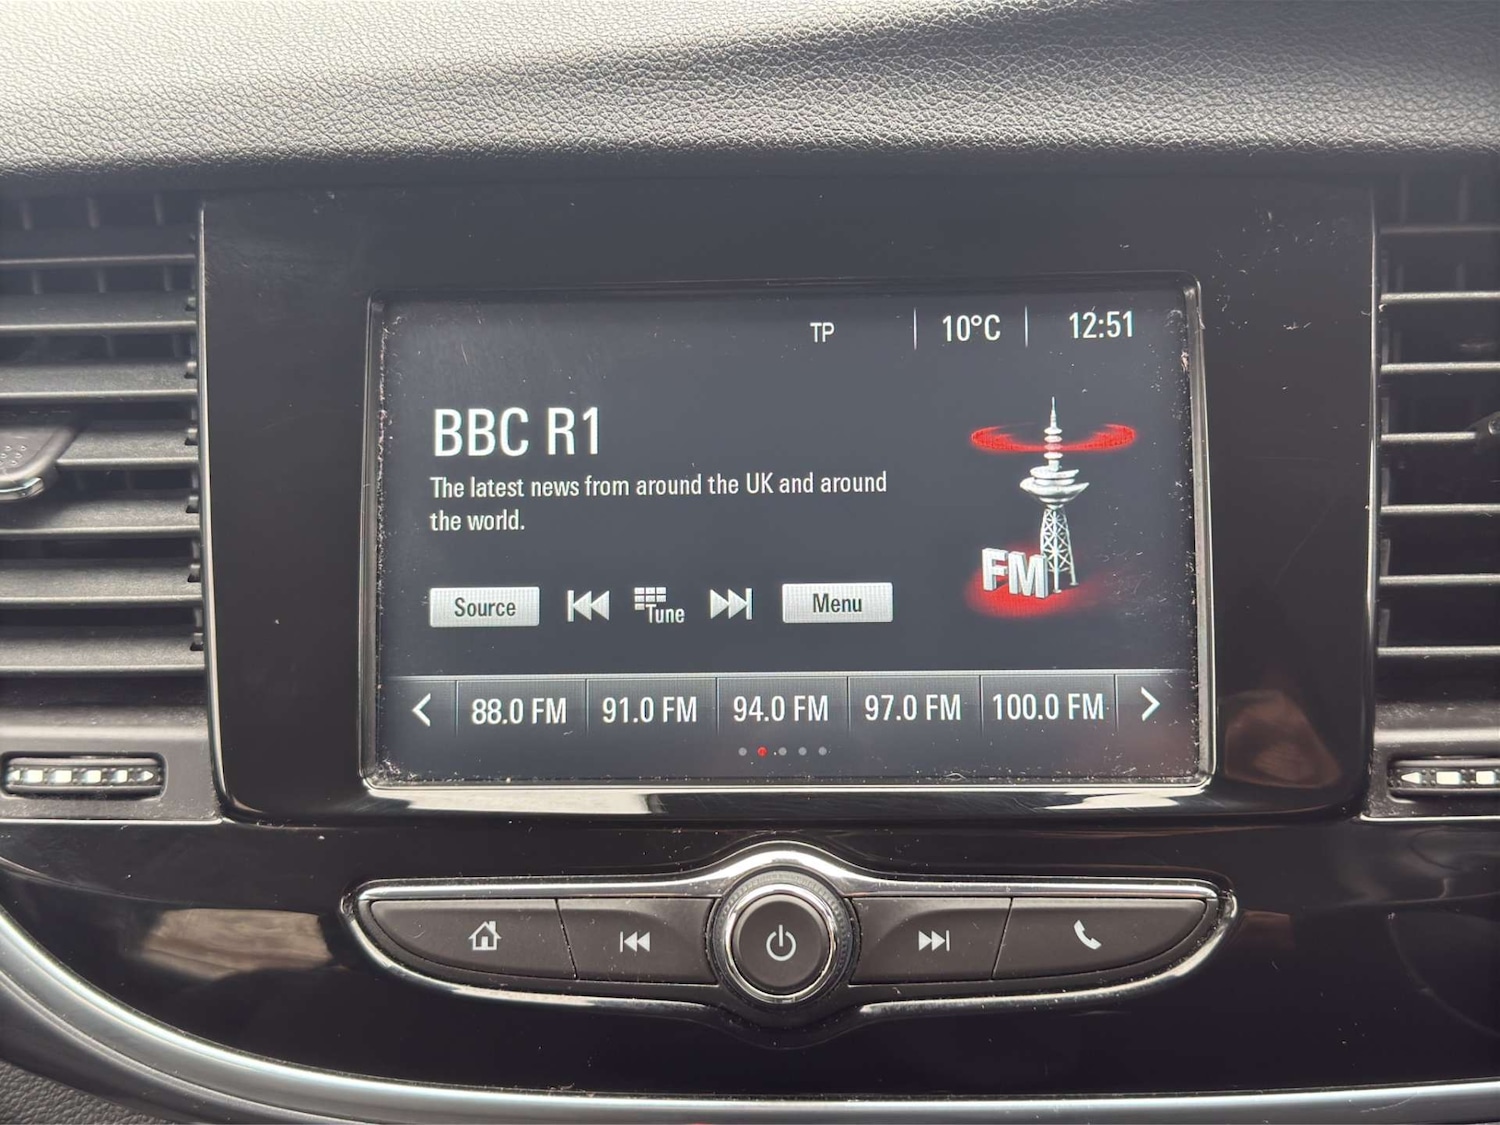 TP 10°C 12:51
BBC R1
The latest news from around the UK and around
the world.
FM
Source Tune Menu
88.0 FM 91.0 FM 94.0 FM 97.0 FM 100.0 FM